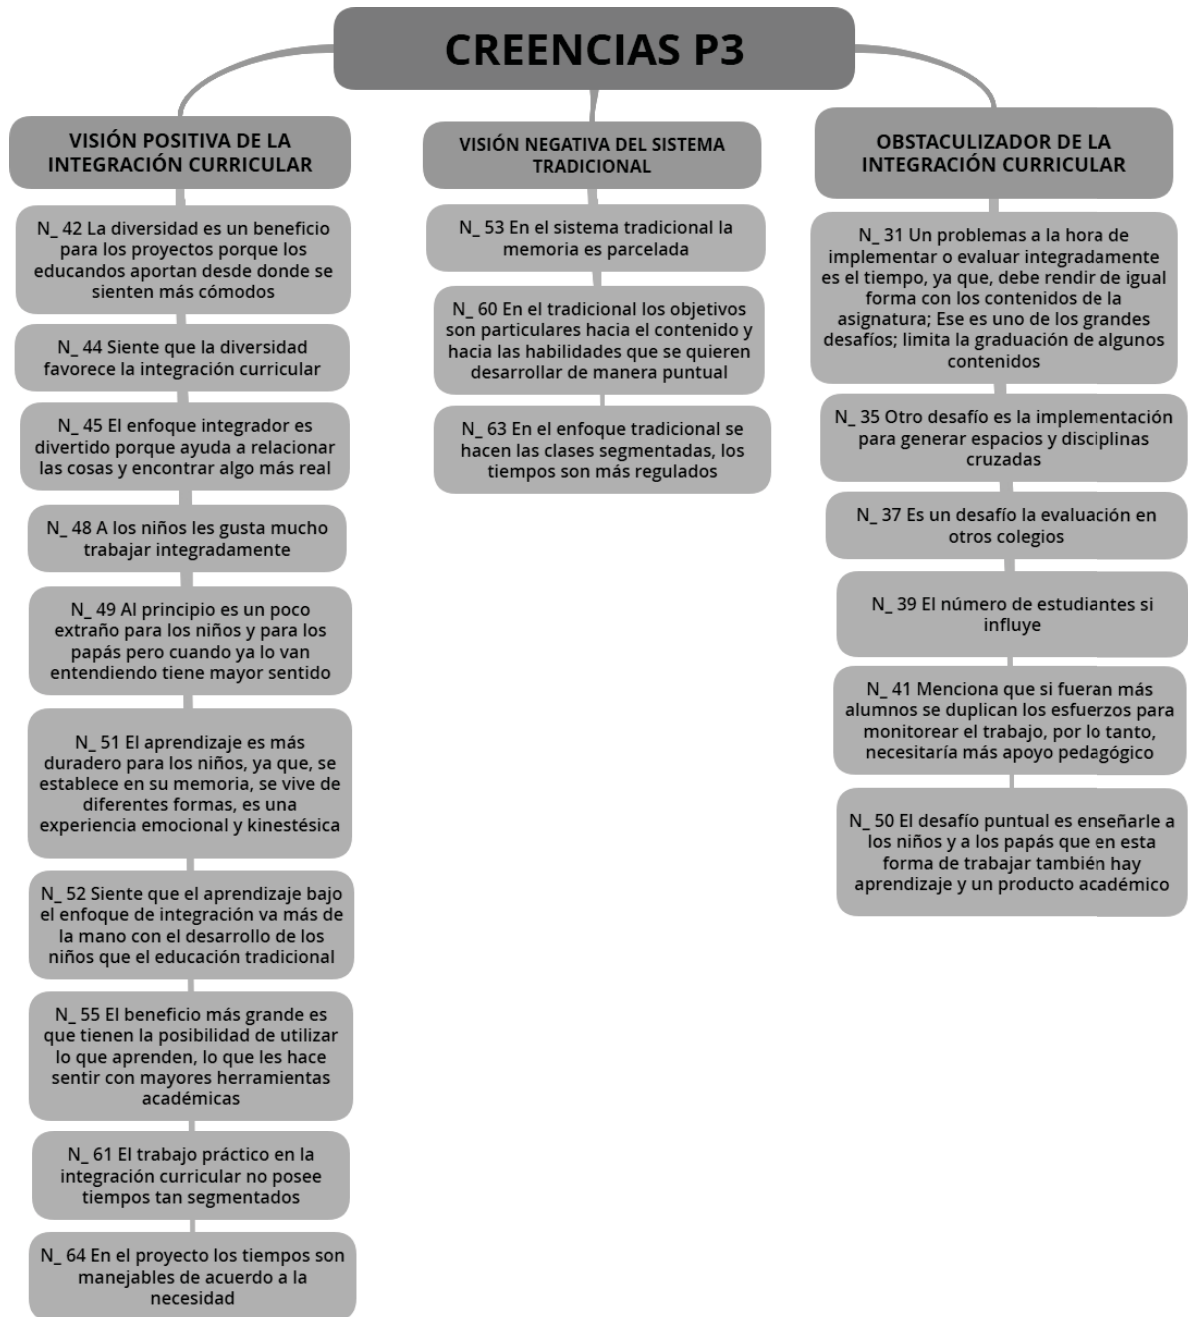 CREENCIAS P3
VISIÓN POSITIVA DE LA
INTEGRACIÓN CURRICULAR
N_ 42 La diversidad es un beneficio
para los proyectos porque los
educandos aportan desde donde se
sienten más cómodos
N_ 44 Siente que la diversidad
favorece la integración curricular
N_ 45 El enfoque integrador es
divertido porque ayuda a relacionar
las cosas y encontrar algo más real
N_ 48 A los niños les gusta mucho
trabajar integradamente
N_ 49 Al principio es un poco
extraño para los niños y para los
papás pero cuando ya lo van
entendiendo tiene mayor sentido
N_ 51 El aprendizaje es más
duradero para los niños, ya que, se
establece en su memoria, se vive de
diferentes formas, es una
experiencia emocional y kinestésica
N_ 52 Siente que el aprendizaje bajo
el enfoque de integración va más de
la mano con el desarrollo de los
niños que el educación tradicional
N_ 55 El beneficio más grande es
que tienen la posibilidad de utilizar
lo que aprenden, lo que les hace
sentir con mayores herramientas
académicas
N_ 61 El trabajo práctico en la
integración curricular no posee
tiempos tan segmentados
N_ 64 En el proyecto los tiempos son
manejables de acuerdo a la
necesidad
VISIÓN NEGATIVA DEL SISTEMA
TRADICIONAL
N_ 53 En el sistema tradicional la
memoria es parcelada
N_ 60 En el tradicional los objetivos
son particulares hacia el contenido y
hacia las habilidades que se quieren
desarrollar de manera puntual
N_ 63 En el enfoque tradicional se
hacen las clases segmentadas, los
tiempos son más regulados
OBSTACULIZADOR DE LA
INTEGRACIÓN CURRICULAR
N_ 31 Un problemas a la hora de
implementar o evaluar integradamente
es el tiempo, ya que, debe rendir de igual
forma con los contenidos de la
asignatura; Ese es uno de los grandes
desafíos; limita la graduación de algunos
contenidos
N_ 35 Otro desafío es la implementación
para generar espacios y disciplinas
cruzadas
N_ 37 Es un desafío la evaluación en
otros colegios
N_ 39 El número de estudiantes si
influye
N_ 41 Menciona que si fueran más
alumnos se duplican los esfuerzos para
monitorear el trabajo, por lo tanto,
necesitaría más apoyo pedagógico
N_ 50 El desafío puntual es enseñarle a
los niños y a los papás que en esta
forma de trabajar también hay
aprendizaje y un producto académico